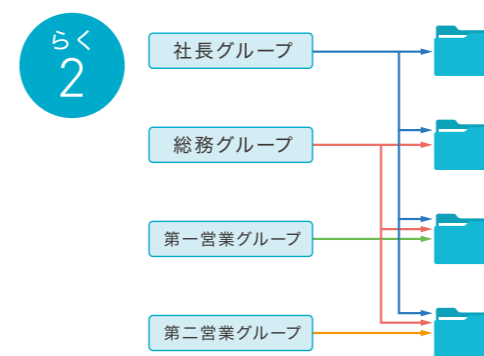 らく
2
社長グループ
総務グループ
第一営業グループ
第二営業グループ